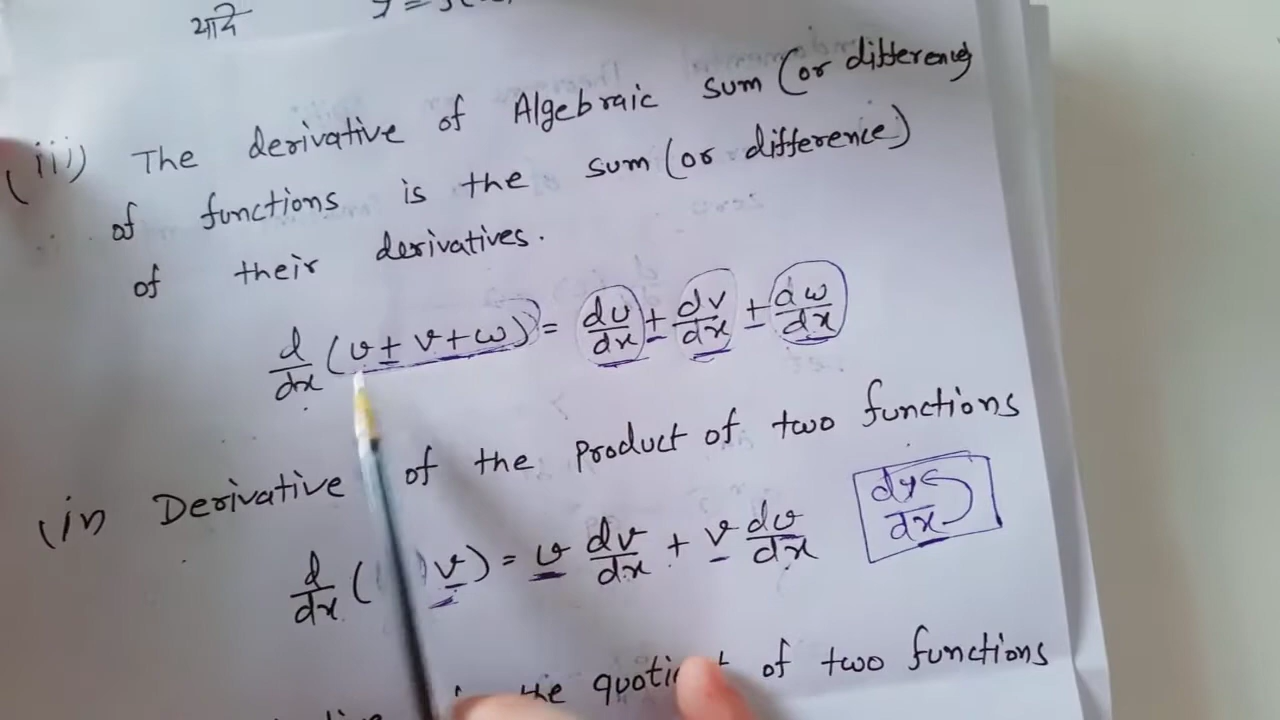 यादे y =
(iii) The derivative of Algebraic sum (or difference)
of functions is the sum (or difference)
of their derivatives.
d/dx (u ± v + w) = du/dx ± dv/dx ± dw/dx
(iv) Derivative of the product of two functions
d/dx ( v) = u dv/dx + v du/dx dy/dx
the of two functions